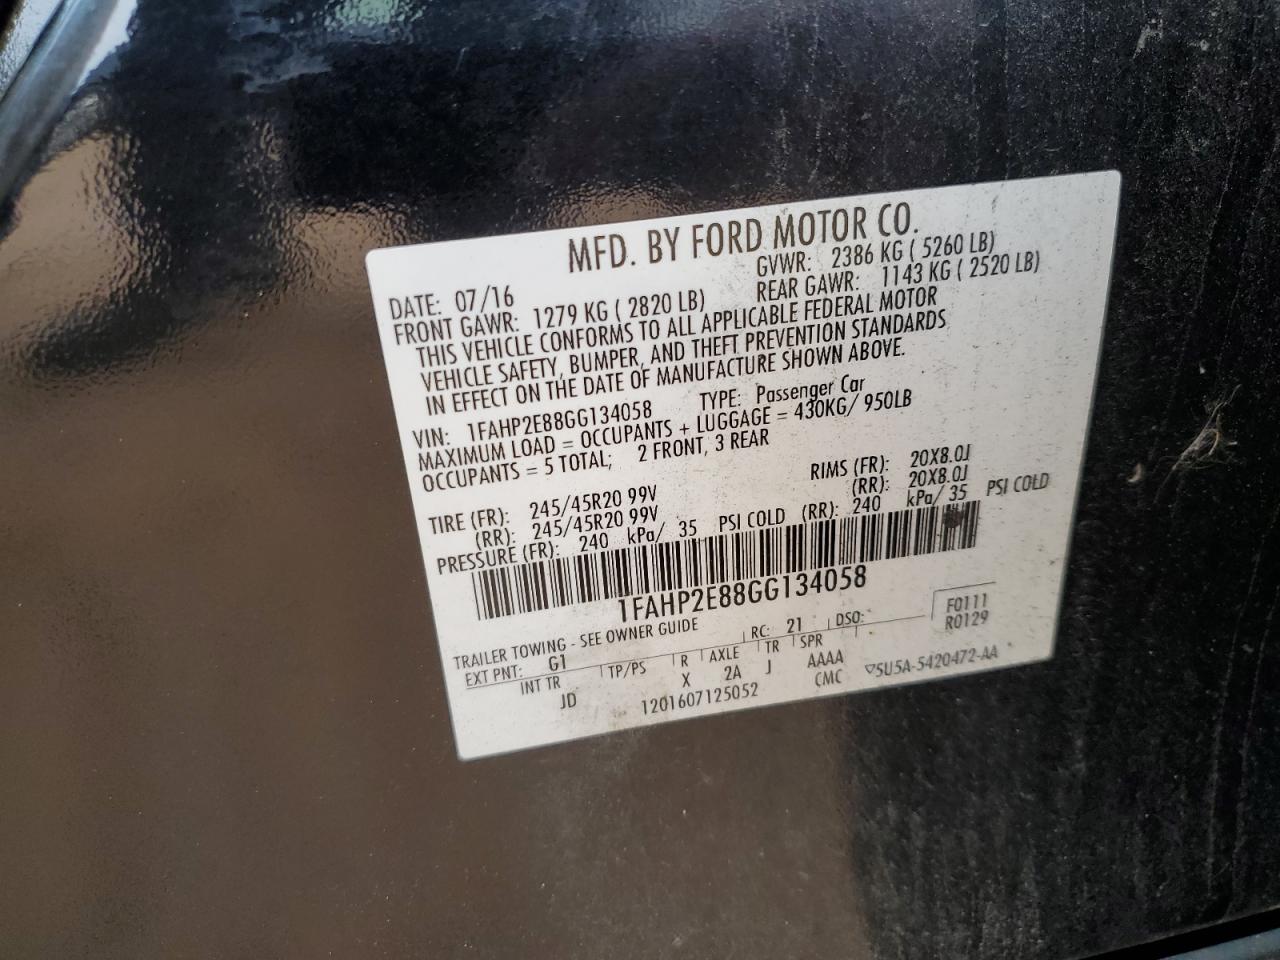 MFD. BY FORD MOTOR CO.
DATE: 07/16 GVWR: 2386 KG ( 5260 LB)
FRONT GAWR: 1279 KG ( 2820 LB) REAR GAWR: 1143 KG ( 2520 LB)
THIS VEHICLE CONFORMS TO ALL APPLICABLE FEDERAL MOTOR
VEHICLE SAFETY, BUMPER, AND THEFT PREVENTION STANDARDS
IN EFFECT ON THE DATE OF MANUFACTURE SHOWN ABOVE.
VIN: 1FAHP2E88GG134058 TYPE: Passenger Car
MAXIMUM LOAD = OCCUPANTS + LUGGAGE = 430KG/ 950LB
OCCUPANTS = 5 TOTAL; 2 FRONT, 3 REAR
TIRE (FR): 245/45R20 99V RIMS (FR): 20X8.0J
(RR): 245/45R20 99V (RR): 20X8.0J
PRESSURE (FR): 240 kPa/ 35 PSI COLD (RR): 240 kPa/ 35 PSI COLD
1FAHP2E88GG134058
TRAILER TOWING - SEE OWNER GUIDE
F0111
EXT PNT: G1 RC: 21 DSO: R0129
INT TR TP/PS R AXLE TR SPR
JD X 2A J AAAA
1201607125052 CMC ▽5U5A-5420472-AA